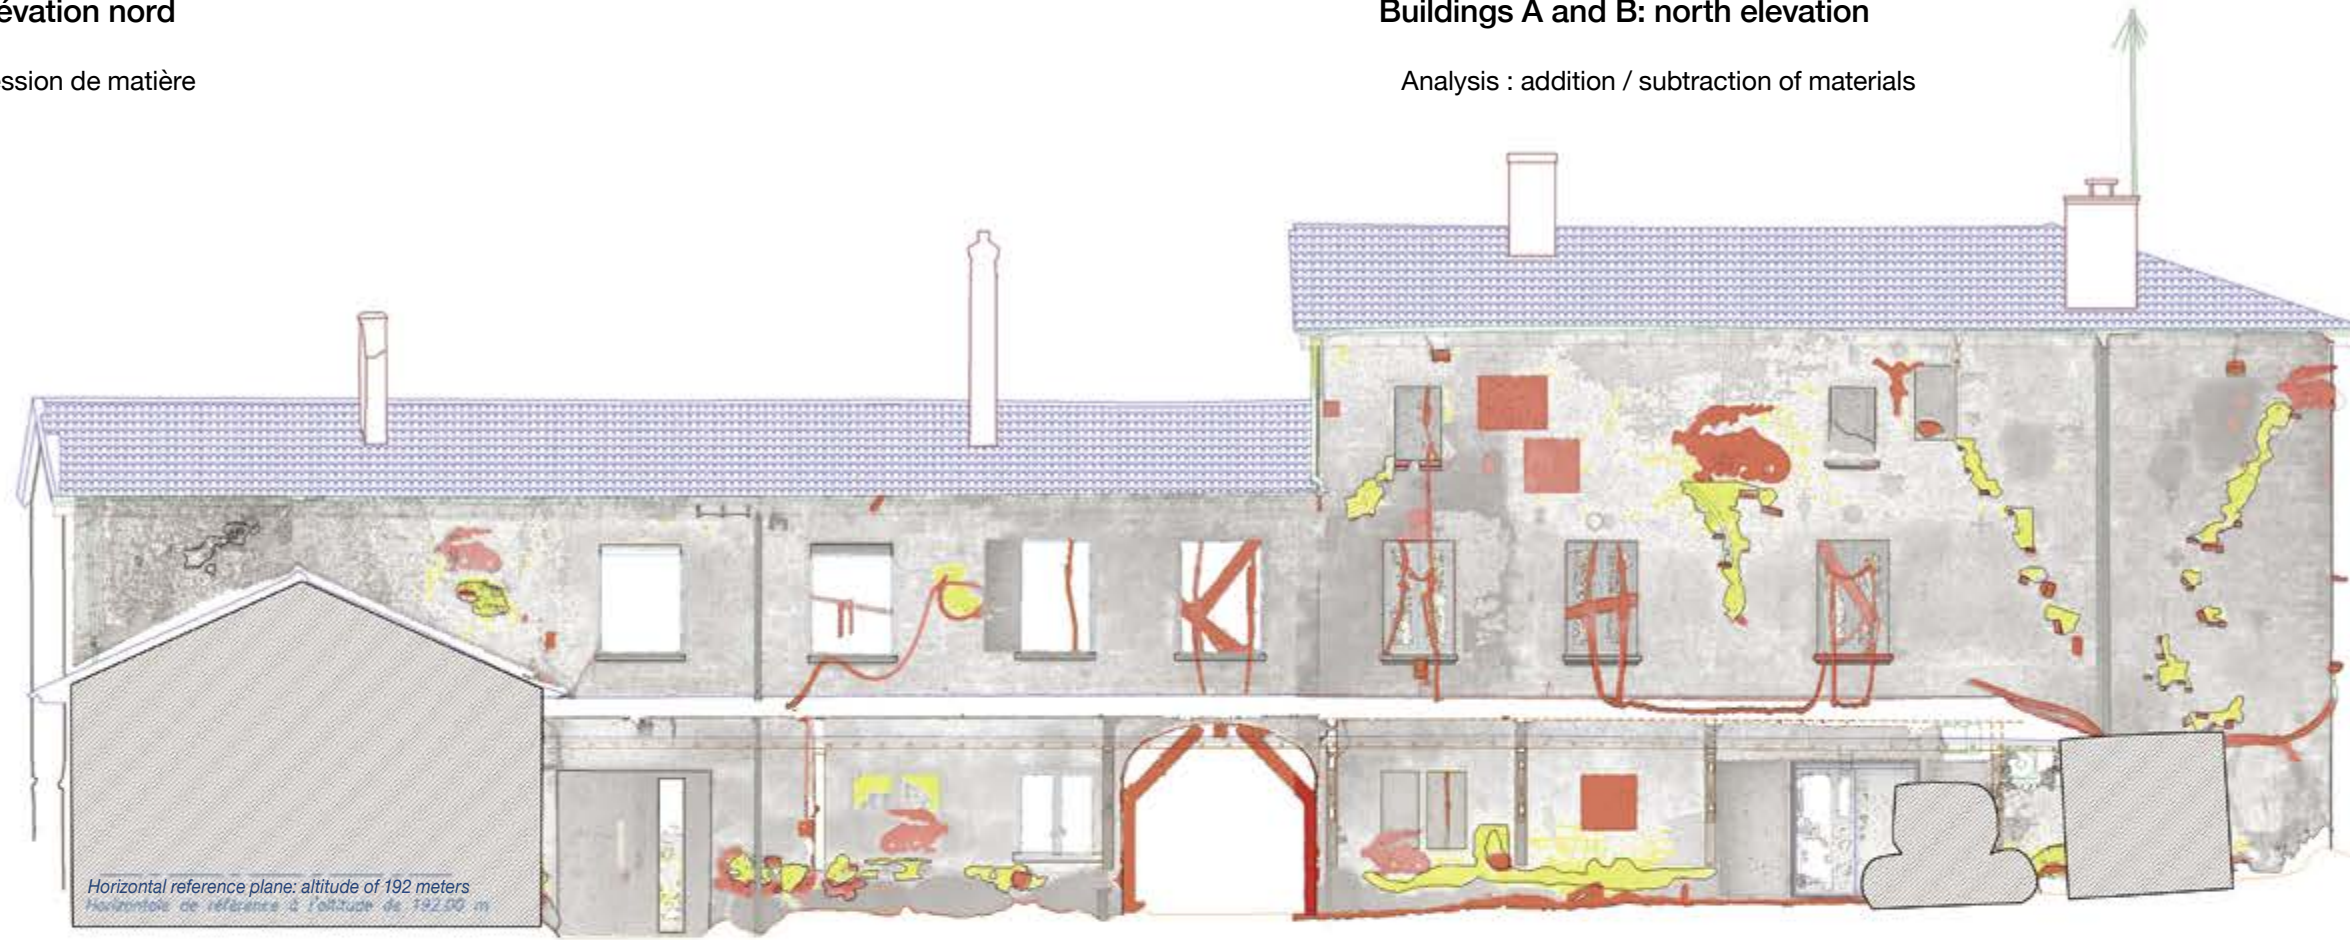 évation nord
Buildings A and B: north elevation
ssion de matière
Analysis : addition / subtraction of materials
Horizontal reference plane: altitude of 192 meters
Horizontale de référence à l'altitude de 192.00 m